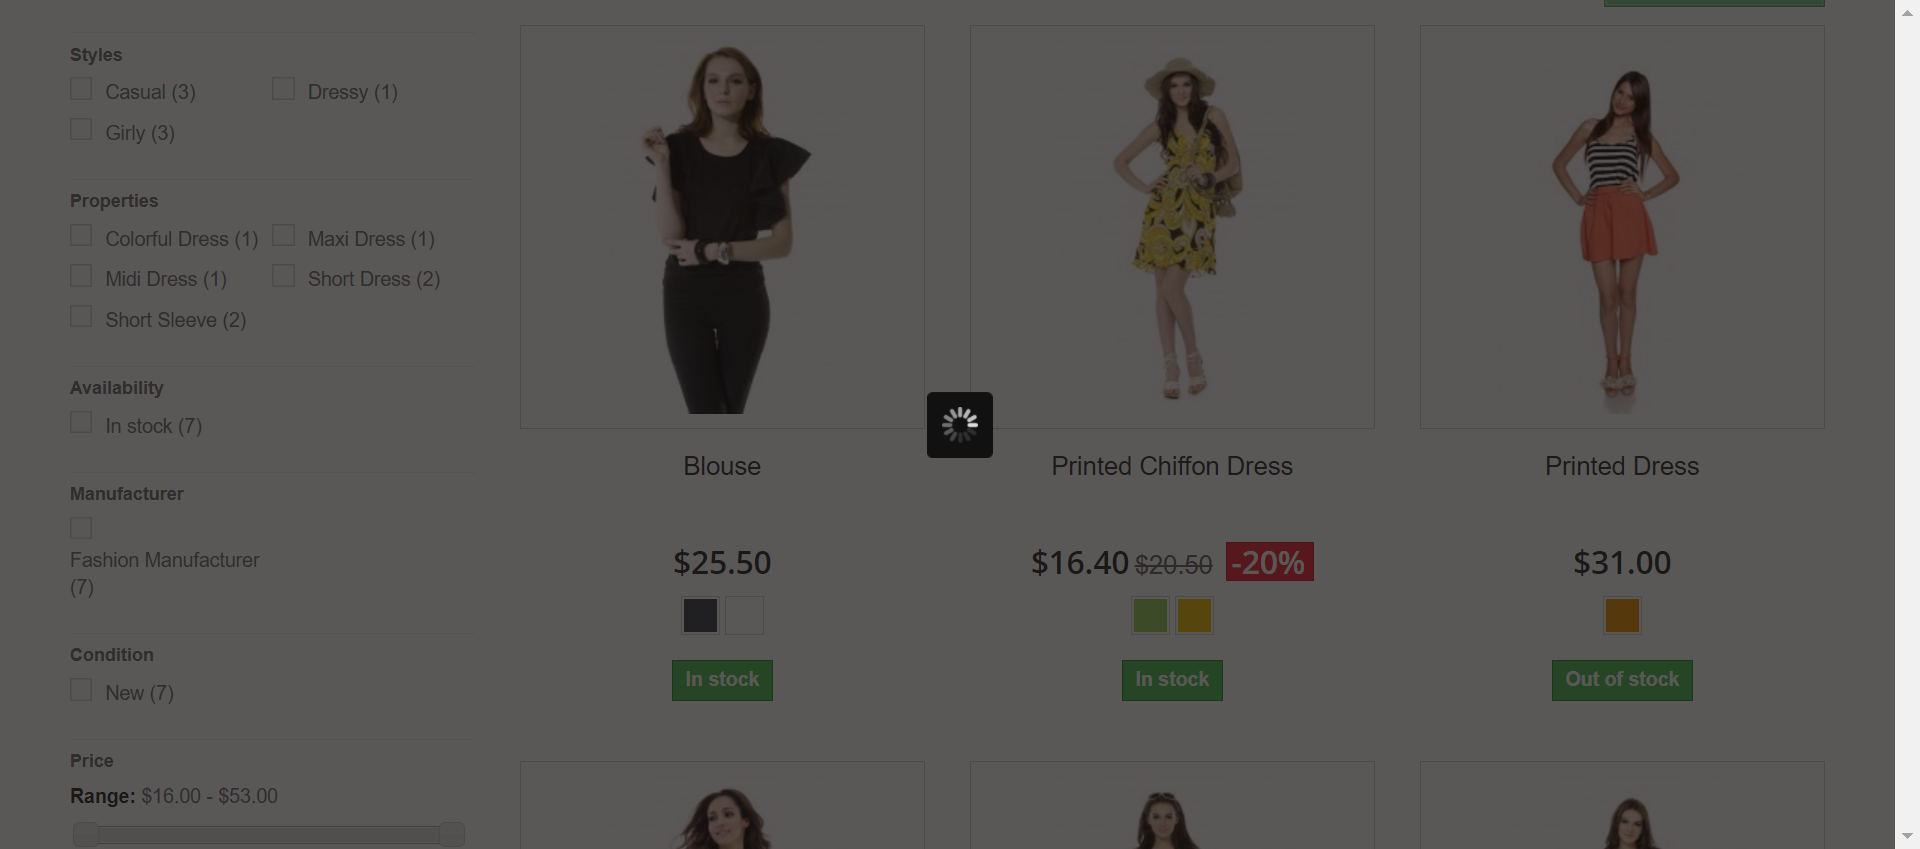 Styles
Casual (3)
Dressy (1)
Girly (3)
Properties
Colorful Dress (1)
Maxi Dress (1)
Midi Dress (1)
Short Dress (2)
Short Sleeve (2)
Availability
In stock (7)
Manufacturer
Fashion Manufacturer
(7)
Condition
New (7)
Price
Range: $16.00 - $53.00
Blouse
$25.50
In stock
Printed Chiffon Dress
$16.40 $20.50 -20%
In stock
Printed Dress
$31.00
Out of stock